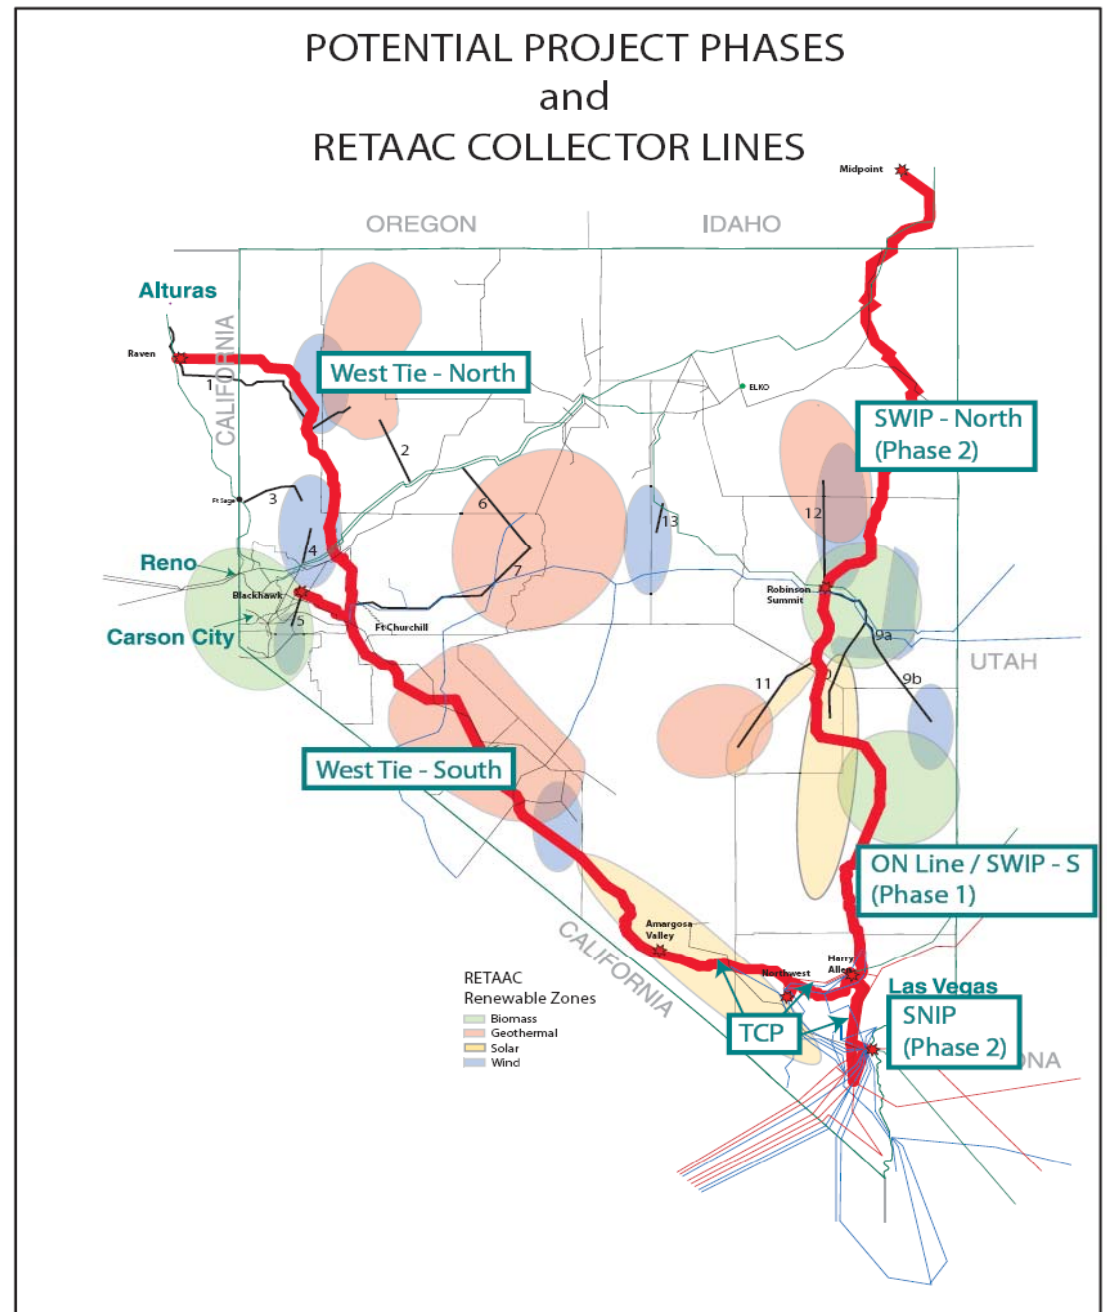 POTENTIAL PROJECT PHASES
and
RETAAC COLLECTOR LINES
Midpoint
OREGON
IDAHO
Alturas
CALIFORNIA
Raven
1
West Tie - North
ELKO
SWIP - North
(Phase 2)
2
Ft Sage
3
6
13
12
4
Reno
7
Blackhawk
Robinson
Summit
5
Ft Churchill
Carson City
9a
UTAH
11
9b
West Tie - South
ON Line / SWIP - S
(Phase 1)
Amargosa
Valley
CALIFORNIA
Northwest
Harry
Allen
RETAAC
Renewable Zones
Biomass
Geothermal
Solar
Wind
Las Vegas
SNIP
(Phase 2)
TCP
ONA